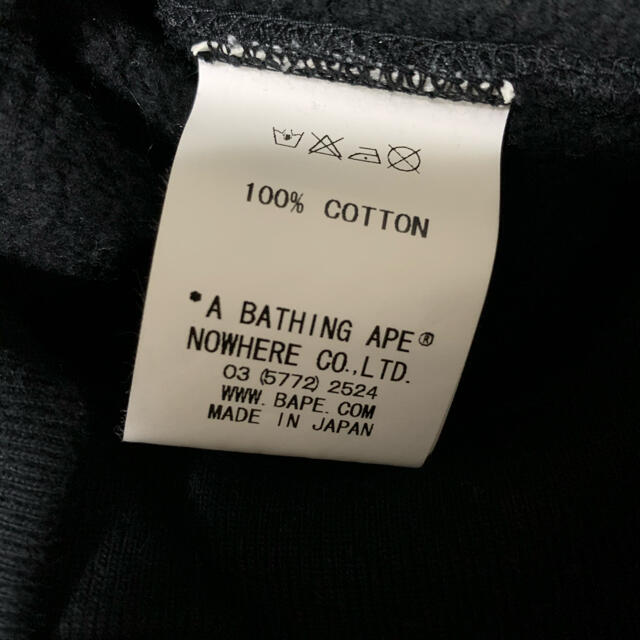 100% COTTON
*A BATHING APE®
NOWHERE CO.,LTD.
03 (5772) 2524
WWW.BAPE.COM
MADE IN JAPAN